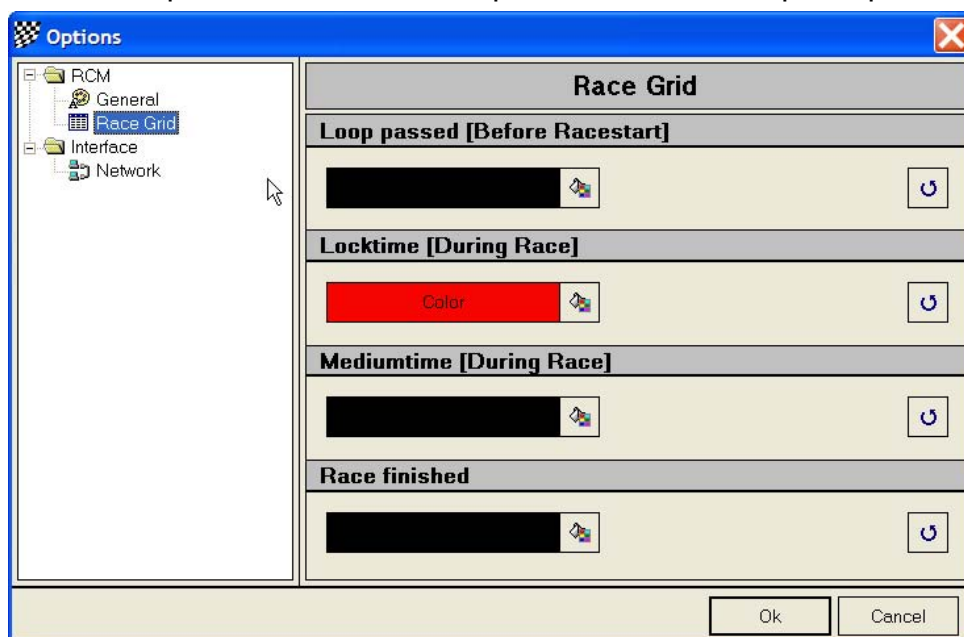 Options
RCM
General
Race Grid
Interface
Network
Race Grid
Loop passed [Before Racestart]
Locktime [During Race]
Color
Mediumtime [During Race]
Race finished
Ok
Cancel